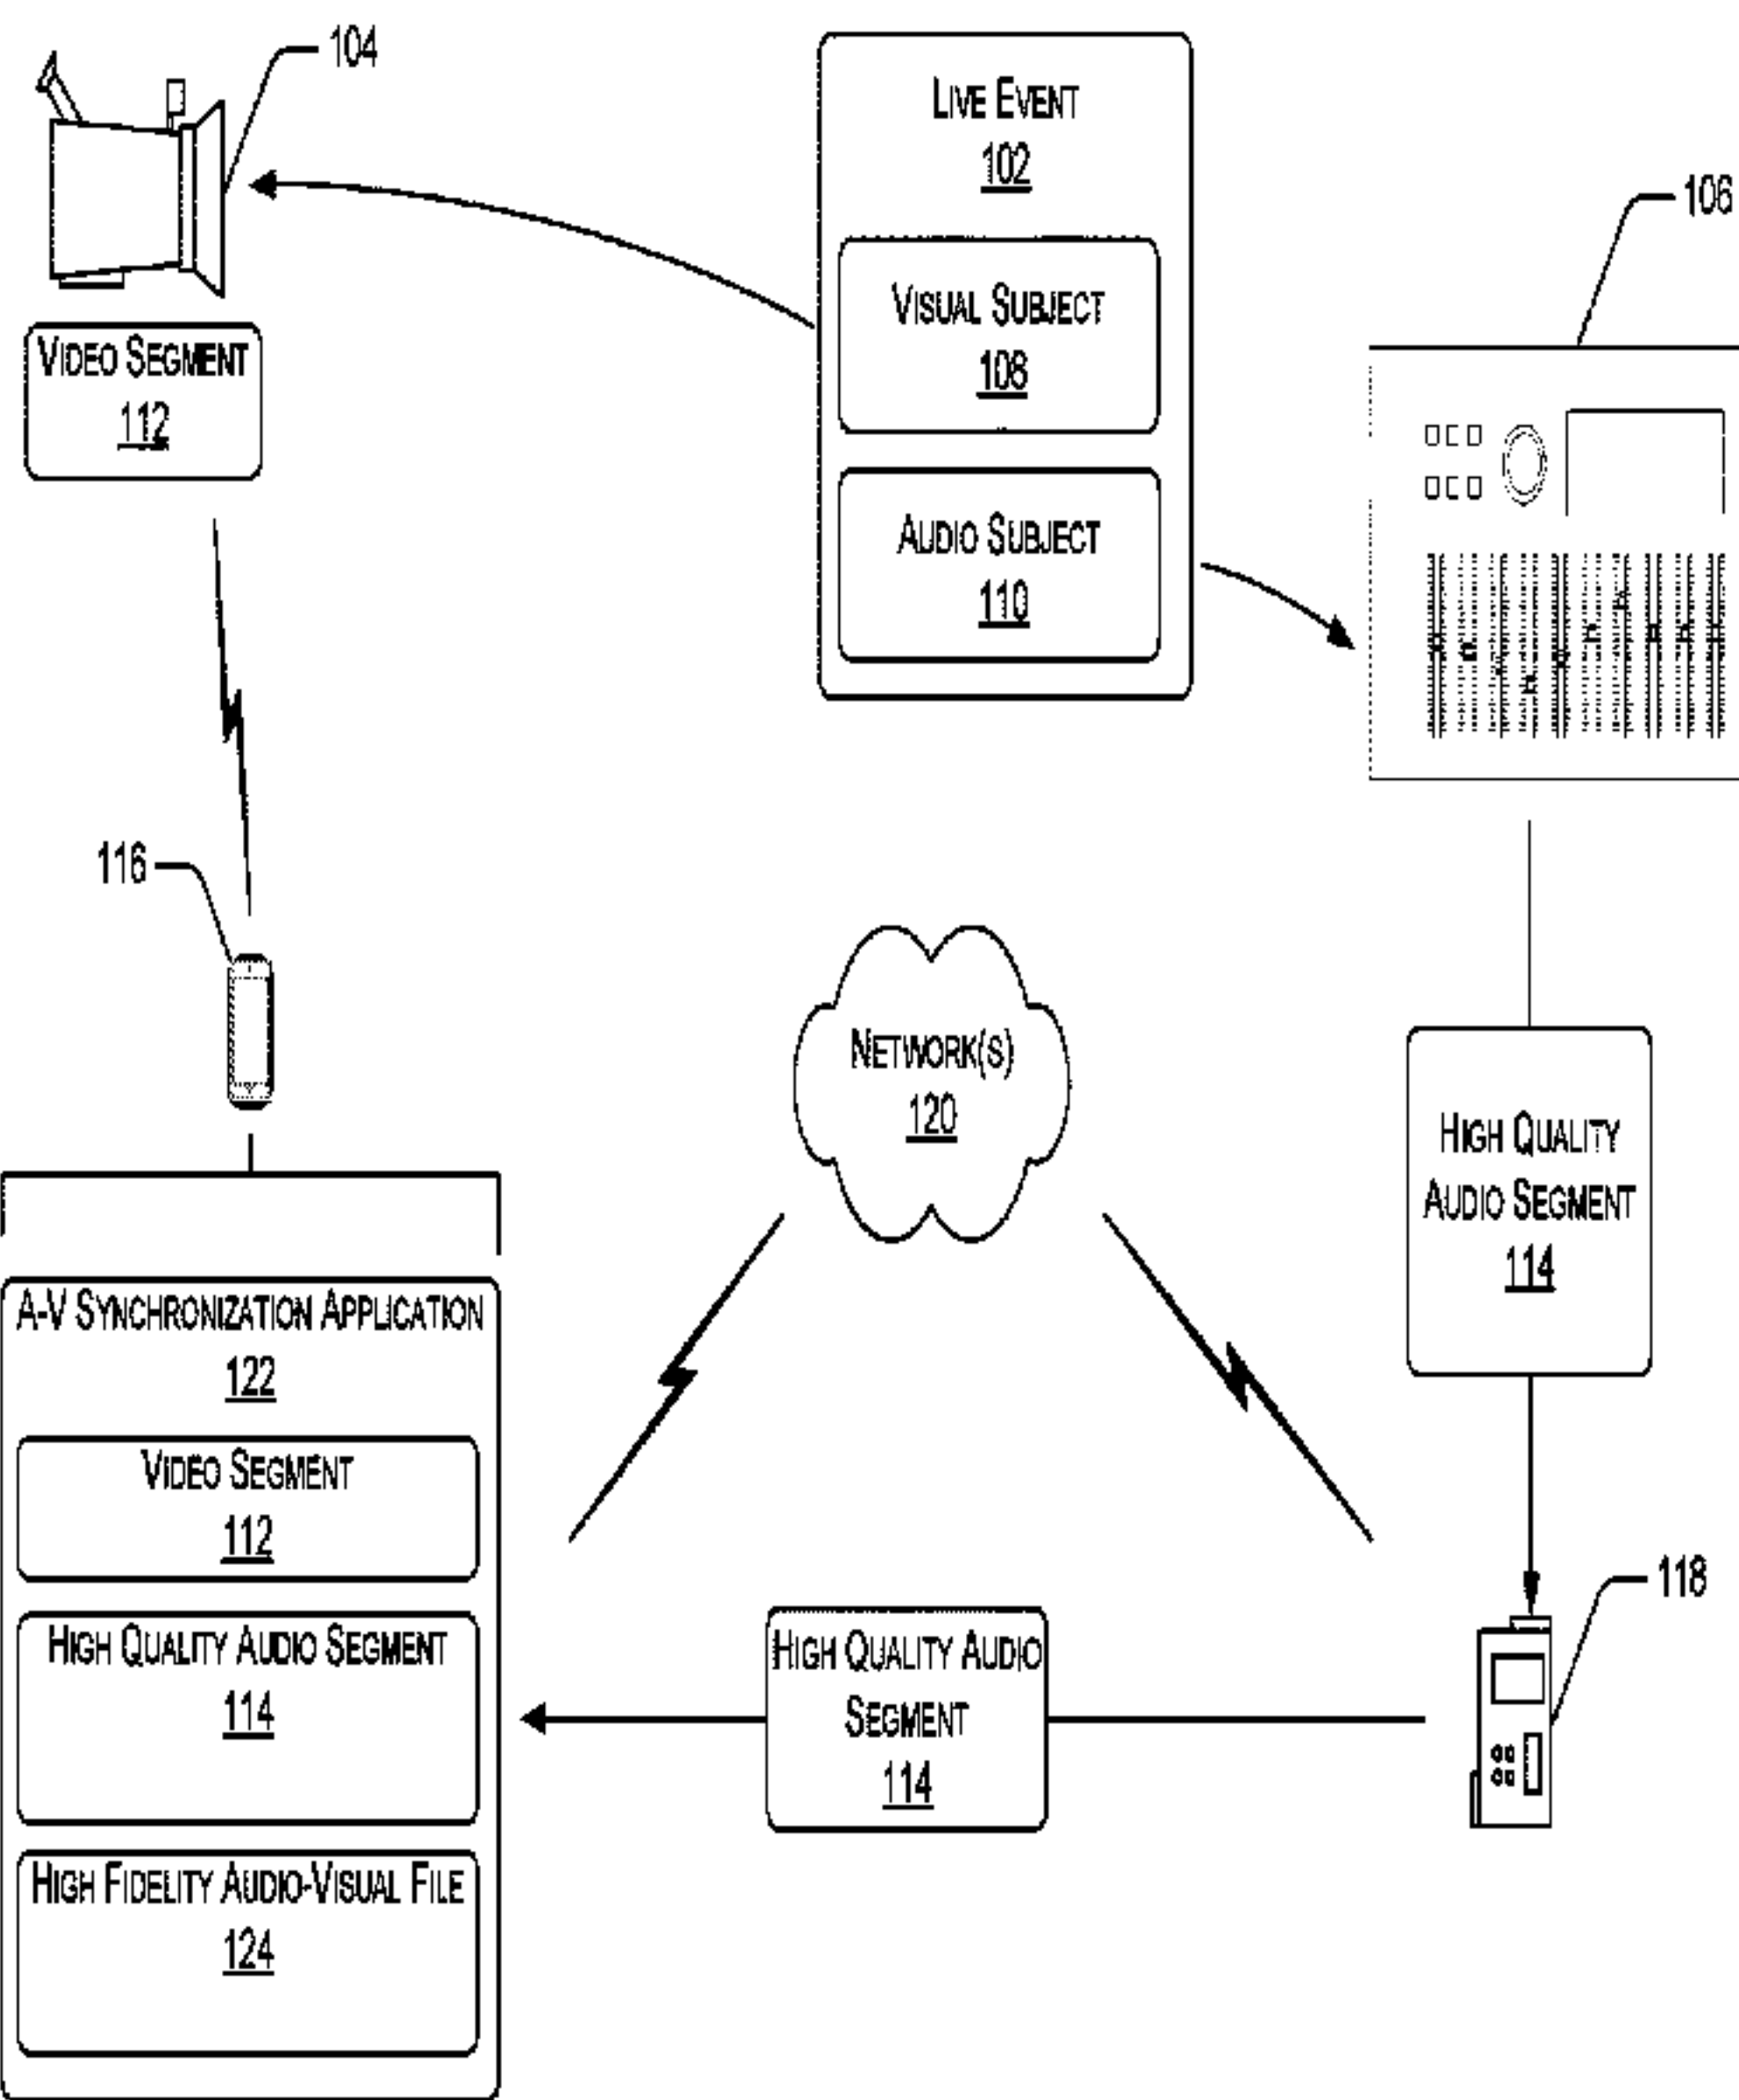 104
LIVE EVENT
102
106
VISUAL SUBJECT
108
VIDEO SEGMENT
112
AUDIO SUBJECT
110
116
NETWORK(S)
120
HIGH QUALITY
AUDIO SEGMENT
114
A-V SYNCHRONIZATION APPLICATION
122
VIDEO SEGMENT
112
118
HIGH QUALITY AUDIO SEGMENT
114
HIGH QUALITY AUDIO
SEGMENT
114
HIGH FIDELITY AUDIO-VISUAL FILE
124